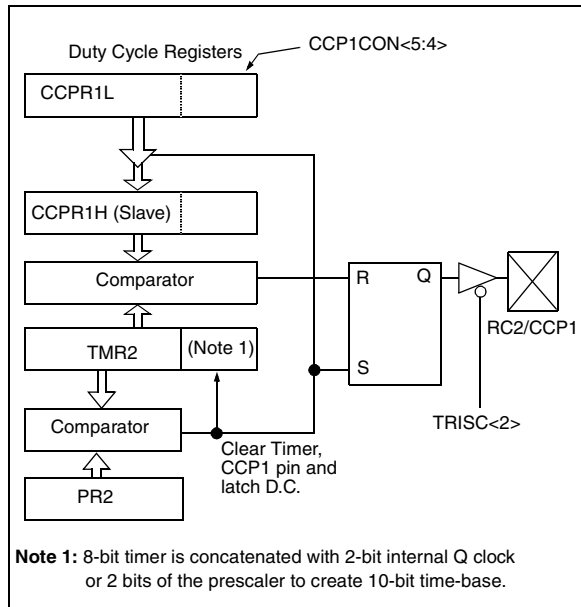 Duty Cycle Registers
CCP1CON<5:4>
CCPR1L
CCPR1H (Slave)
Comparator
R
Q
RC2/CCP1
TMR2
(Note 1)
S
TRISC<2>
Comparator
Clear Timer,
CCP1 pin and
latch D.C.
PR2
Note 1: 8-bit timer is concatenated with 2-bit internal Q clock
or 2 bits of the prescaler to create 10-bit time-base.